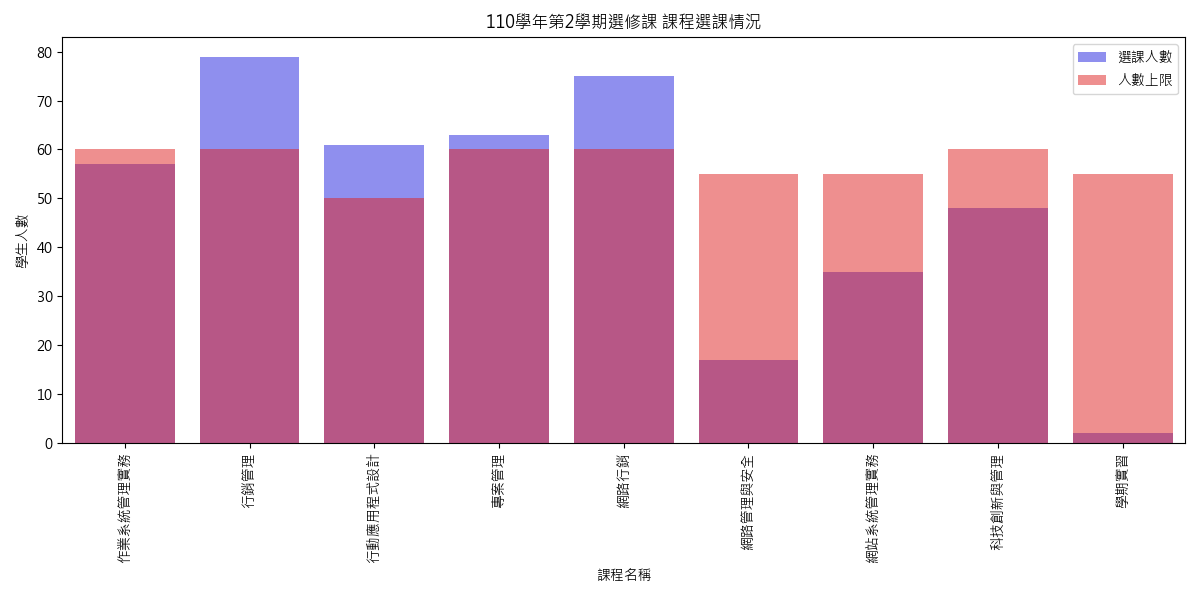 110學年第2學期選修課 課程選課情況
選課人數
人數上限
學生人數
80
70
60
50
40
30
20
10
0
作業系統管理實務
行銷管理
行動應用程式設計
專案管理
網路行銷
網路管理與安全
網站系統管理實務
科技創新與管理
學期實習
課程名稱